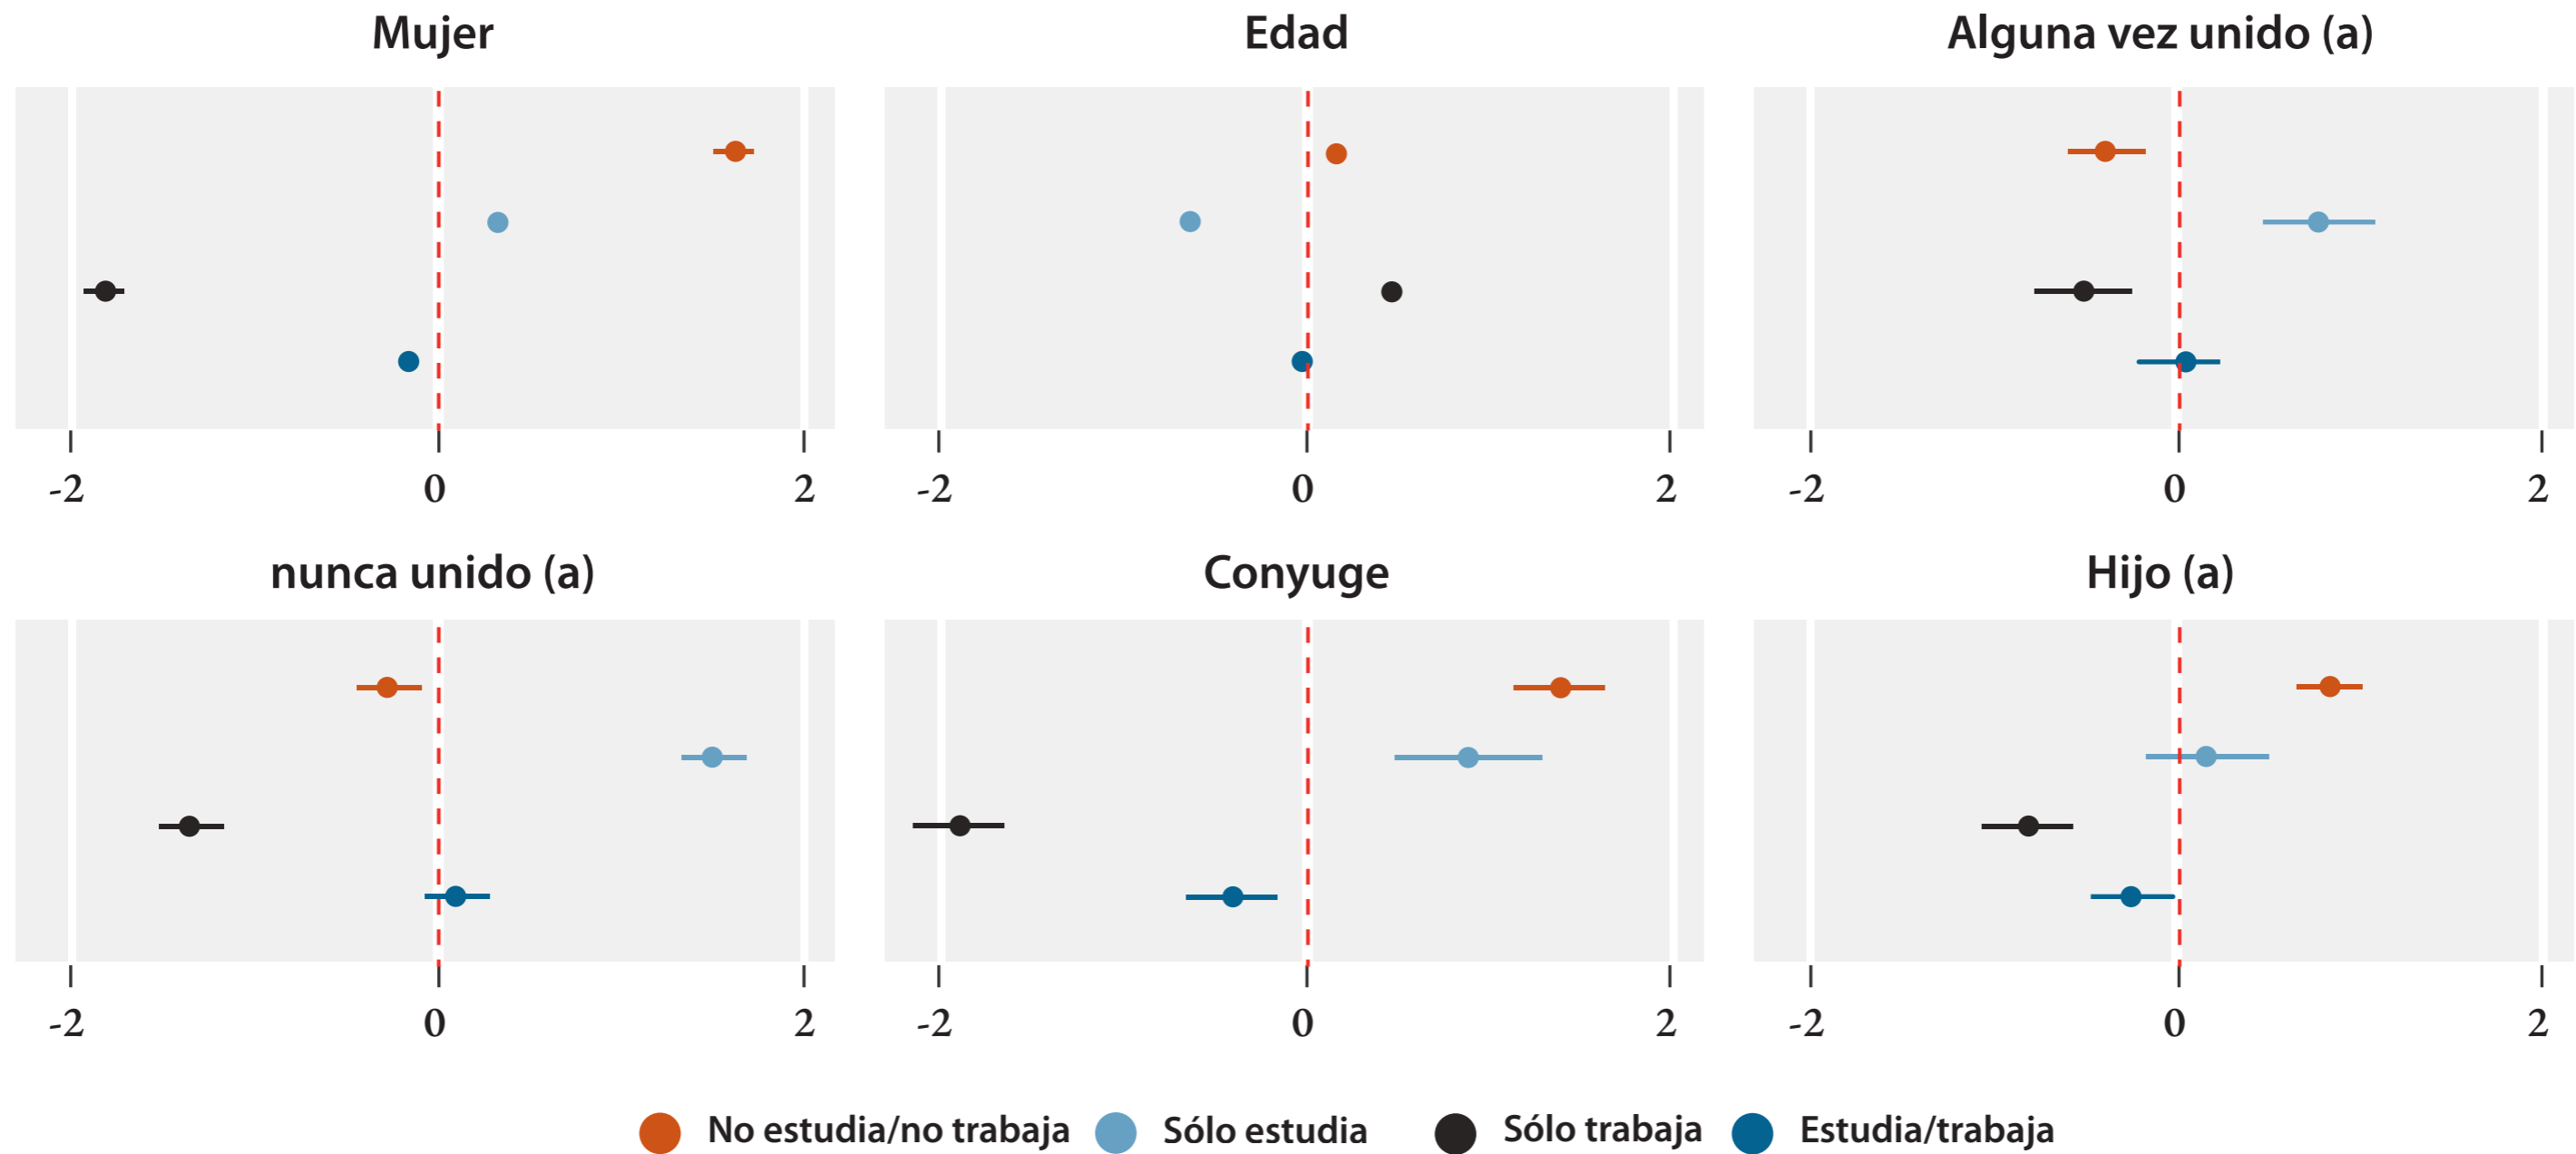 Mujer Edad Alguna vez unido (a)
-2 0 2 -2 0 2 -2 0 2
nunca unido (a) Conyuge Hijo (a)
-2 0 2 -2 0 2 -2 0 2
No estudia/no trabaja Sólo estudia Sólo trabaja Estudia/trabaja